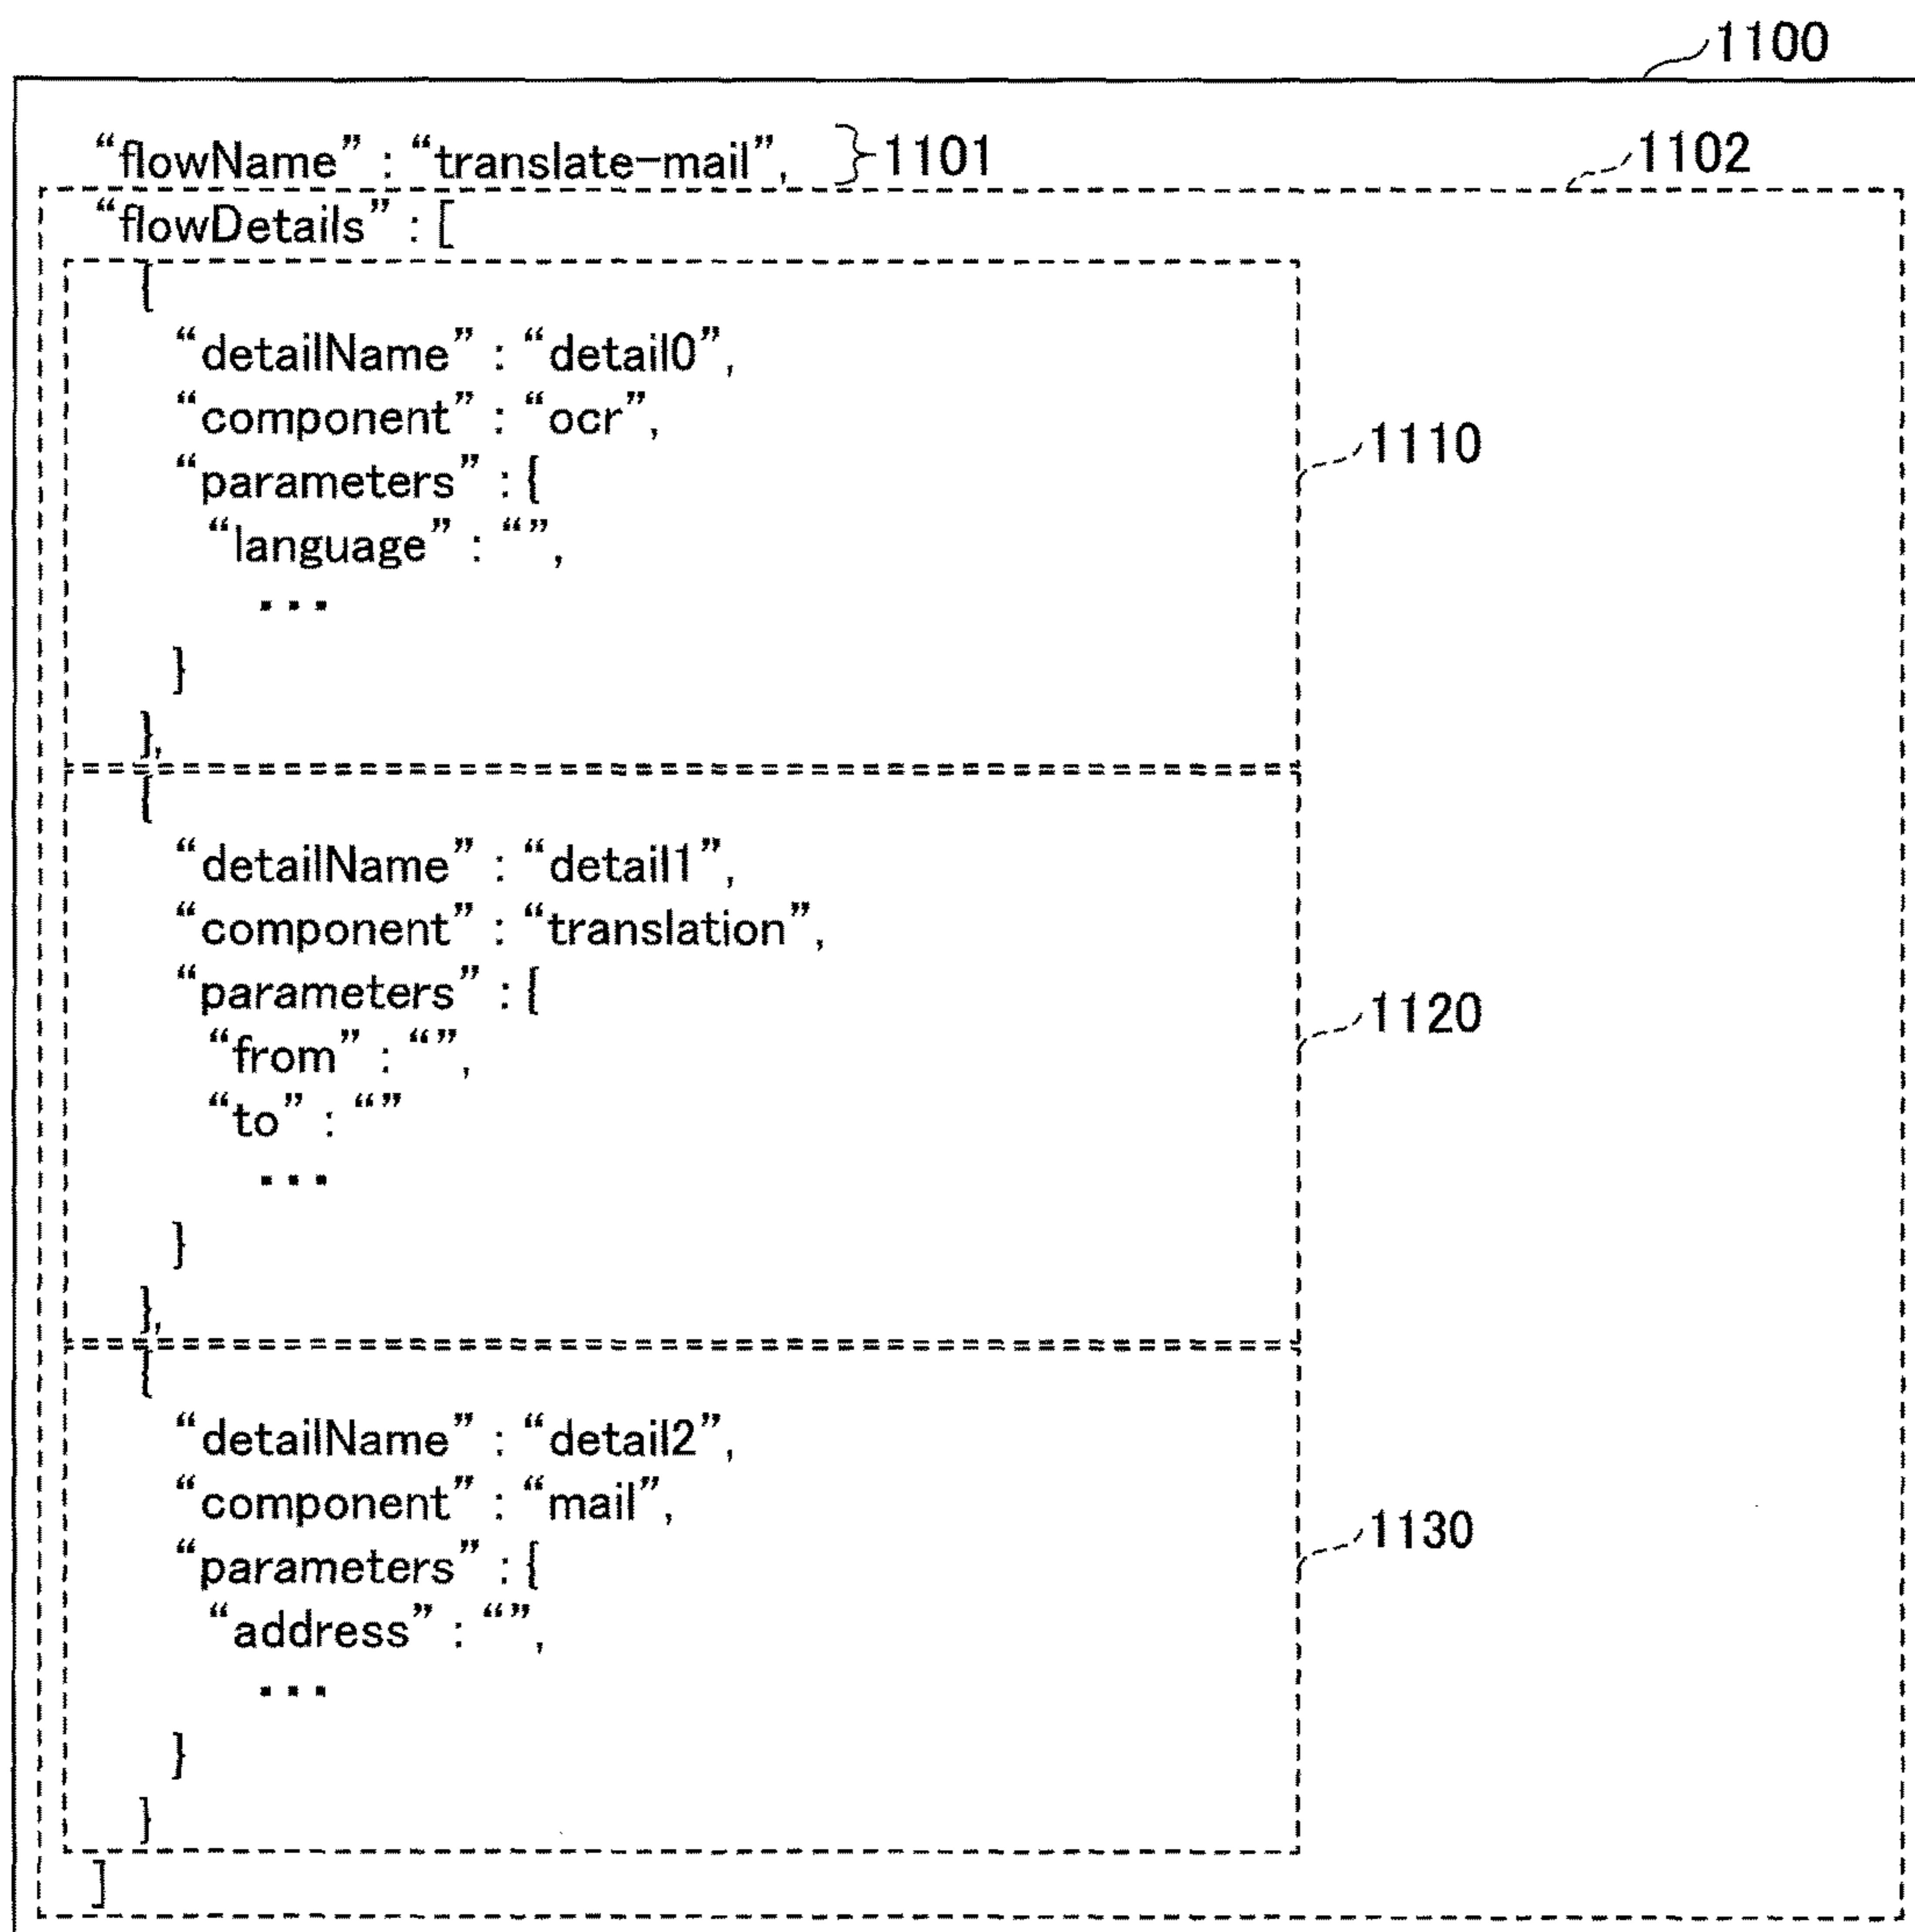 1100
“flowName” : “translate-mail”, 1101
1102
“flowDetails” : [
{
“detailName” : “detail0”,
“component” : “ocr”,
1110
“parameters” : {
“language” : “”,
...
}
},
{
“detailName” : “detail1”,
“component” : “translation”,
“parameters” : {
1120
“from” : “”,
“to” : “”
...
}
},
{
“detailName” : “detail2”,
“component” : “mail”,
1130
“parameters” : {
“address” : “”,
...
}
}
]